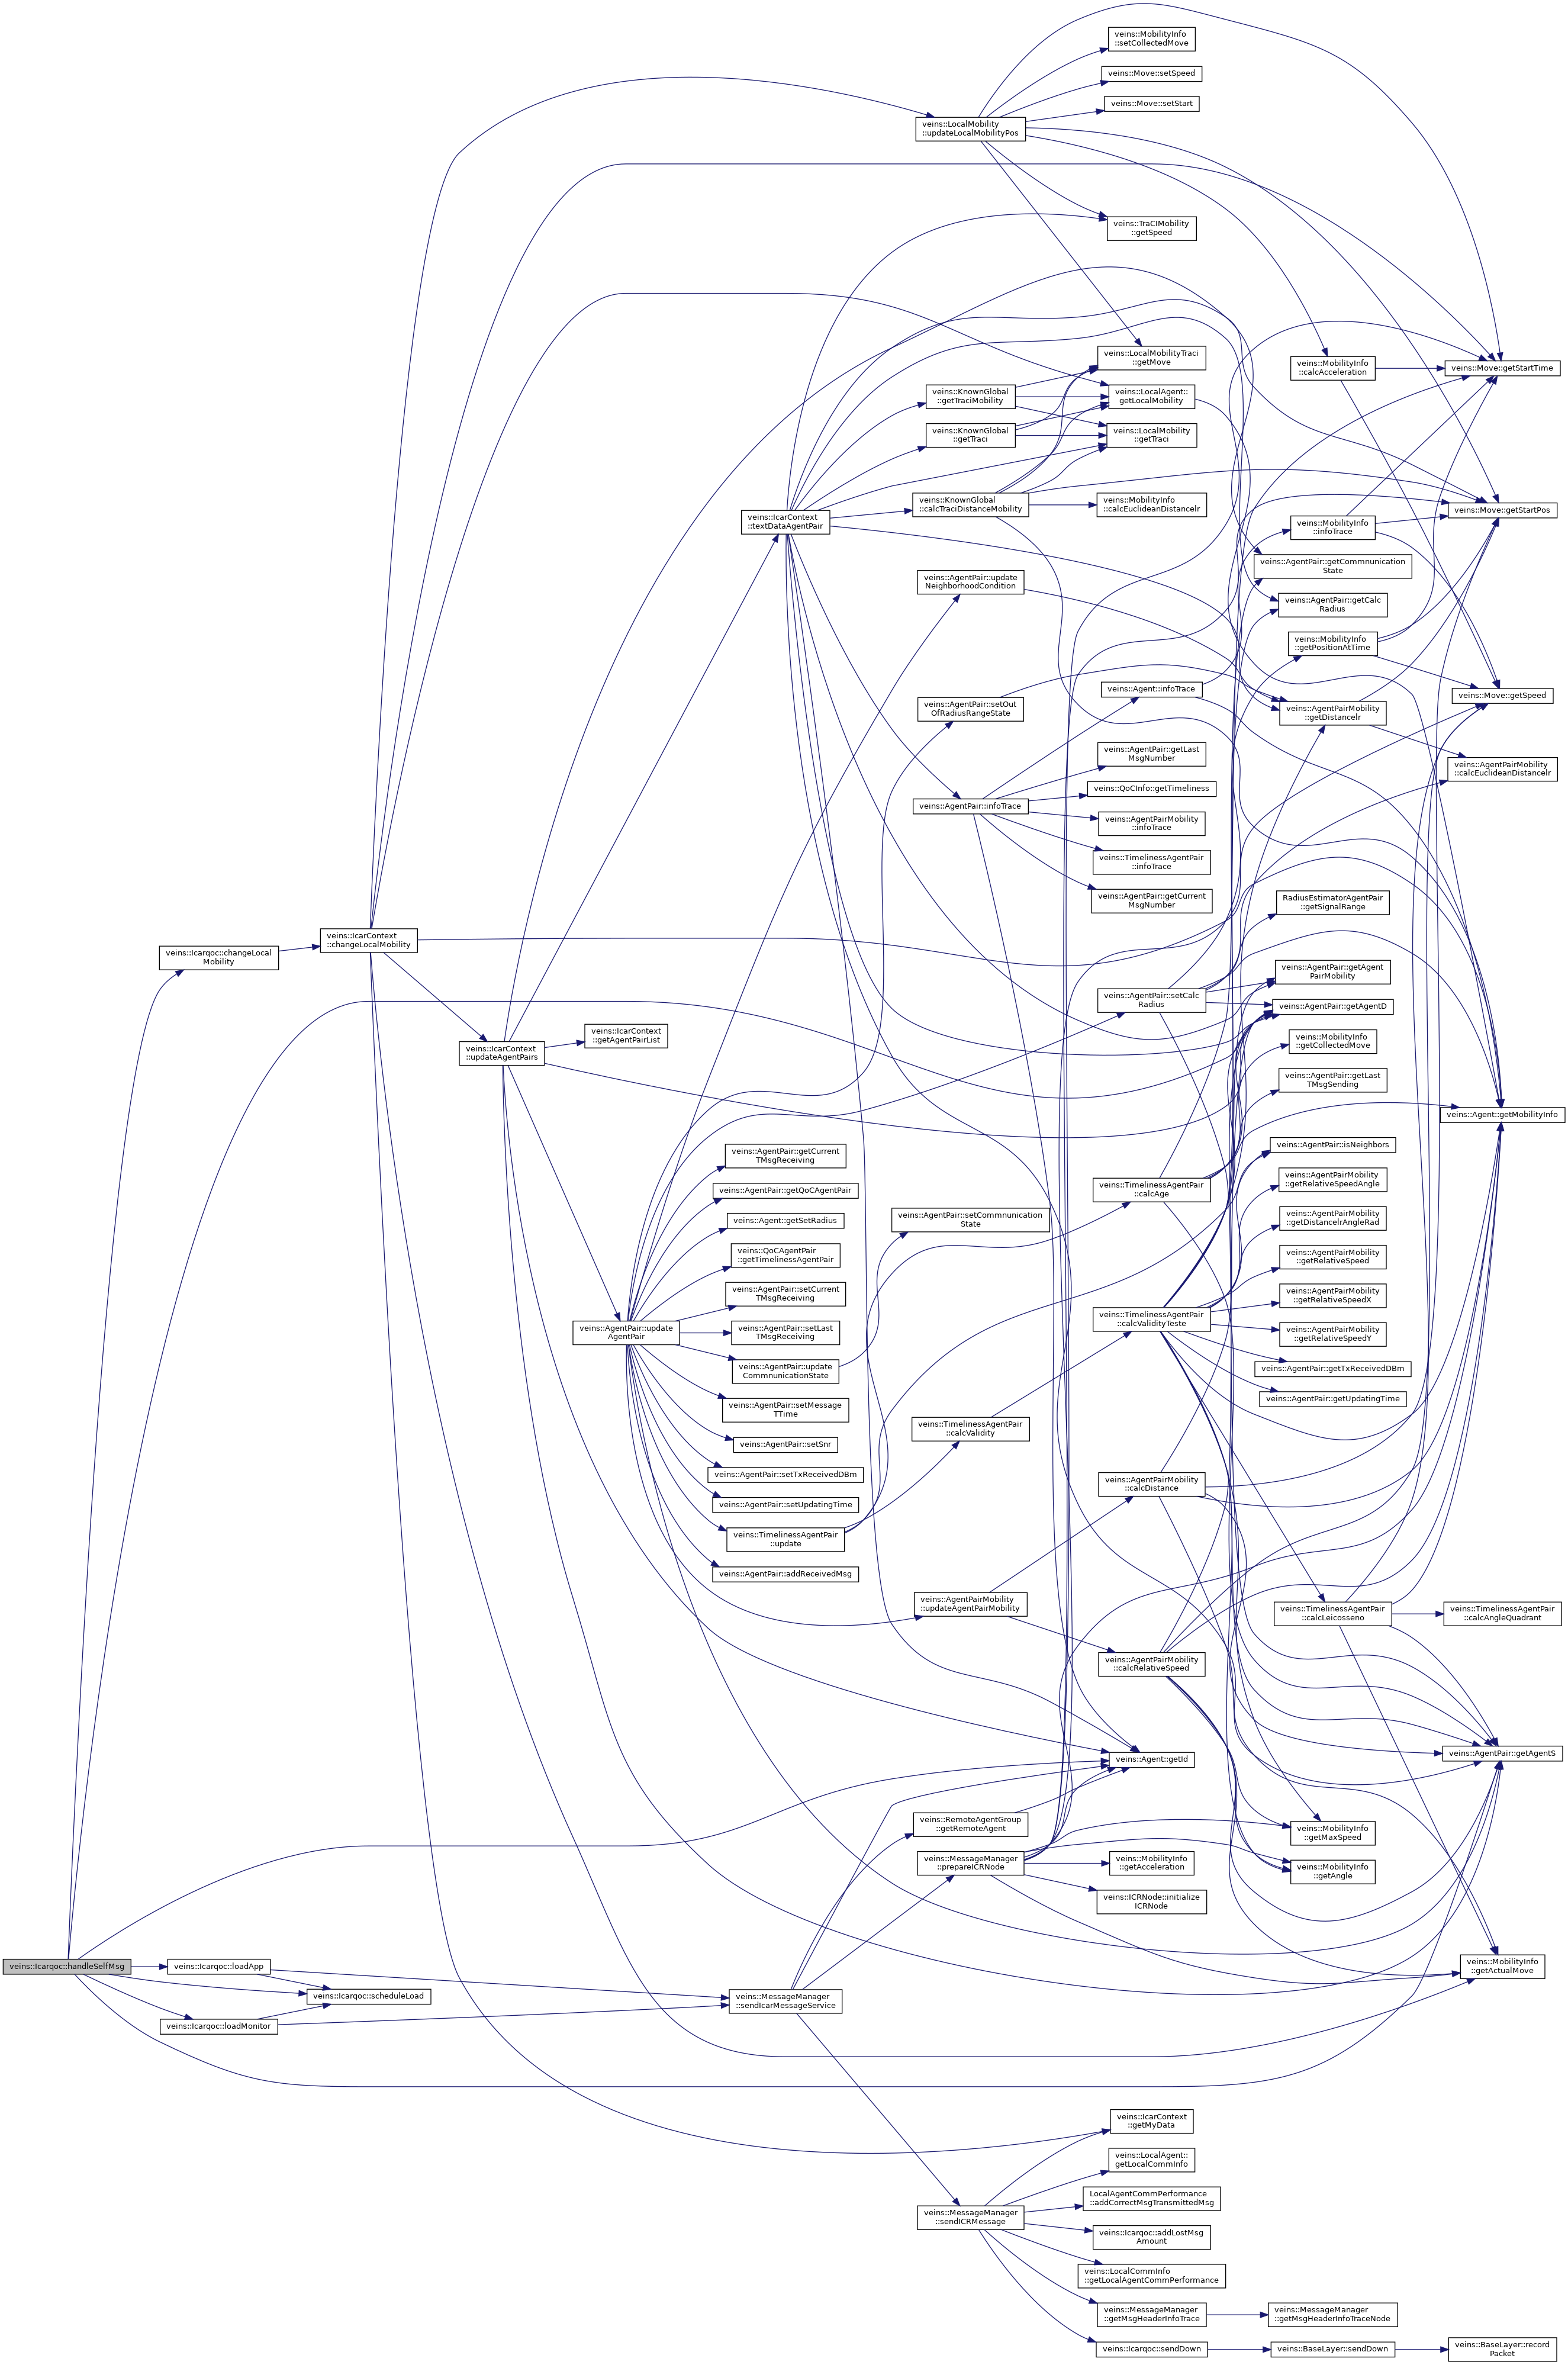 veins::MobilityInfo
::setCollectedMove
veins::Move::setSpeed
veins::Move::setStart
veins::LocalMobility
::updateLocalMobilityPos
veins::TraCIMobility
::getSpeed
veins::LocalMobilityTraci
::getMove
veins::MobilityInfo
::calcAcceleration
veins::Move::getStartTime
veins::KnownGlobal
::getTraciMobility
veins::LocalAgent::
getLocalMobility
veins::KnownGlobal
::getTraci
veins::LocalMobility
::getTraci
veins::KnownGlobal
::calcTraciDistanceMobility
veins::MobilityInfo
::calcEuclideanDistanceIr
veins::Move::getStartPos
veins::IcarContext
::textDataAgentPair
veins::MobilityInfo
::infoTrace
veins::AgentPair::getCommnunication
State
veins::AgentPair::update
NeighborhoodCondition
veins::AgentPair::getCalc
Radius
veins::MobilityInfo
::getPositionAtTime
veins::Agent::infoTrace
veins::Move::getSpeed
veins::AgentPair::setOut
OfRadiusRangeState
veins::AgentPairMobility
::getDistanceIr
veins::AgentPair::getLast
MsgNumber
veins::AgentPairMobility
::calcEuclideanDistanceIr
veins::QoCInfo::getTimeliness
veins::AgentPair::infoTrace
veins::AgentPairMobility
::infoTrace
veins::TimelinessAgentPair
::infoTrace
veins::AgentPair::getCurrent
MsgNumber
RadiusEstimatorAgentPair
::getSignalRange
veins::IcarContext
::changeLocalMobility
veins::Icarqoc::changeLocal
Mobility
veins::AgentPair::getAgent
PairMobility
veins::AgentPair::setCalc
Radius
veins::AgentPair::getAgentD
veins::IcarContext
::getAgentPairList
veins::MobilityInfo
::getCollectedMove
veins::IcarContext
::updateAgentPairs
veins::AgentPair::getLast
TMsgSending
veins::Agent::getMobilityInfo
veins::AgentPair::isNeighbors
veins::AgentPair::getCurrent
TMsgReceiving
veins::AgentPairMobility
::getRelativeSpeedAngle
veins::AgentPair::getQoCAgentPair
veins::TimelinessAgentPair
::calcAge
veins::Agent::getSetRadius
veins::AgentPair::setCommnunication
State
veins::AgentPairMobility
::getDistanceIrAngleRad
veins::QoCAgentPair
::getTimelinessAgentPair
veins::AgentPairMobility
::getRelativeSpeed
veins::AgentPair::setCurrent
TMsgReceiving
veins::AgentPairMobility
::getRelativeSpeedX
veins::AgentPair::update
AgentPair
veins::AgentPair::setLast
TMsgReceiving
veins::TimelinessAgentPair
::calcValidityTeste
veins::AgentPairMobility
::getRelativeSpeedY
veins::AgentPair::update
CommnunicationState
veins::AgentPair::getTxReceivedDBm
veins::AgentPair::setMessage
TTime
veins::AgentPair::getUpdatingTime
veins::AgentPair::setSnr
veins::TimelinessAgentPair
::calcValidity
veins::AgentPair::setTxReceivedDBm
veins::AgentPair::setUpdatingTime
veins::AgentPairMobility
::calcDistance
veins::TimelinessAgentPair
::update
veins::AgentPair::addReceivedMsg
veins::AgentPairMobility
::updateAgentPairMobility
veins::TimelinessAgentPair
::calcLeicosseno
veins::TimelinessAgentPair
::calcAngleQuadrant
veins::AgentPairMobility
::calcRelativeSpeed
veins::Agent::getId
veins::AgentPair::getAgentS
veins::RemoteAgentGroup
::getRemoteAgent
veins::MobilityInfo
::getMaxSpeed
veins::MessageManager
::prepareICRNode
veins::MobilityInfo
::getAcceleration
veins::MobilityInfo
::getAngle
veins::ICRNode::initialize
ICRNode
veins::Icarqoc::handleSelfMsg
veins::Icarqoc::loadApp
veins::MobilityInfo
::getActualMove
veins::Icarqoc::scheduleLoad
veins::MessageManager
::sendIcarMessageService
veins::Icarqoc::loadMonitor
veins::IcarContext
::getMyData
veins::LocalAgent::
getLocalCommInfo
LocalAgentCommPerformance
::addCorrectMsgTransmittedMsg
veins::MessageManager
::sendICRMessage
veins::Icarqoc::addLostMsg
Amount
veins::LocalCommInfo
::getLocalAgentCommPerformance
veins::MessageManager
::getMsgHeaderInfoTrace
veins::MessageManager
::getMsgHeaderInfoTraceNode
veins::Icarqoc::sendDown
veins::BaseLayer::sendDown
veins::BaseLayer::record
Packet